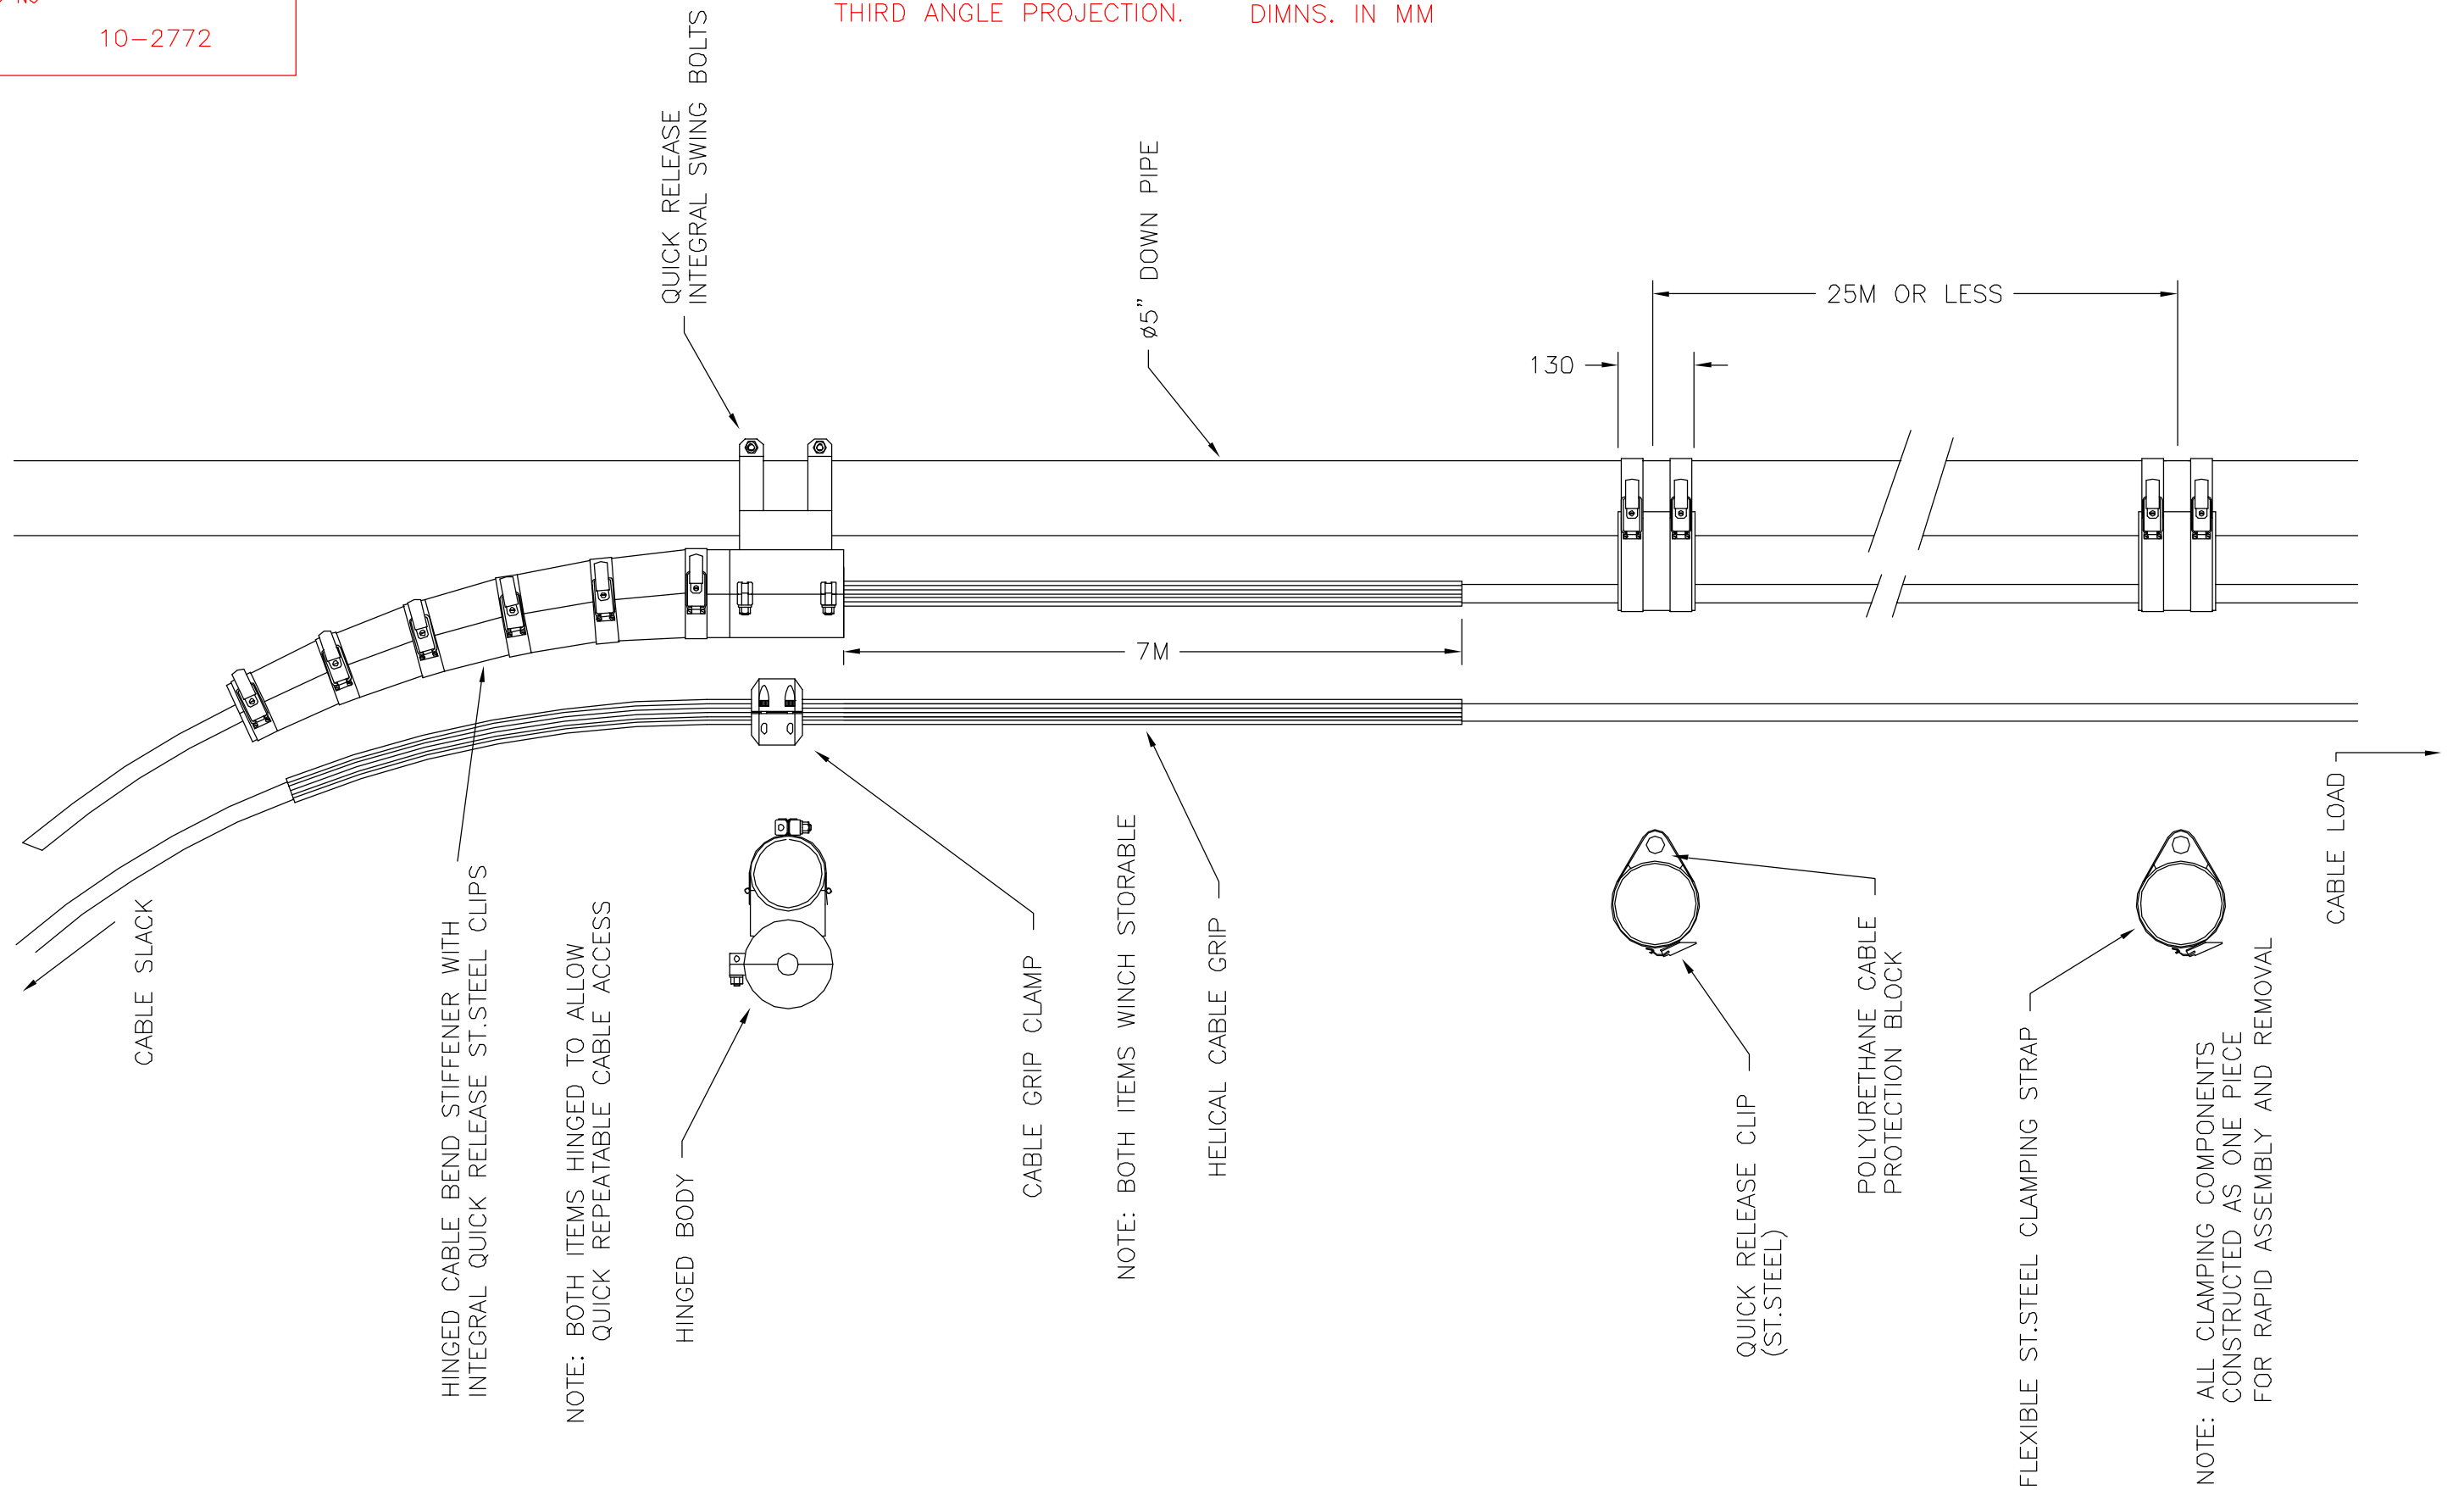 10-2772
THIRD ANGLE PROJECTION. DIMNS. IN MM
QUICK RELEASE
INTEGRAL SWING BOLTS
ø5" DOWN PIPE
25M OR LESS
130
7M
CABLE SLACK
HINGED CABLE BEND STIFFENER WITH
INTEGRAL QUICK RELEASE ST.STEEL CLIPS
NOTE: BOTH ITEMS HINGED TO ALLOW
QUICK REPEATABLE CABLE ACCESS
HINGED BODY
CABLE GRIP CLAMP
NOTE: BOTH ITEMS WINCH STORABLE
HELICAL CABLE GRIP
QUICK RELEASE CLIP
(ST.STEEL)
POLYURETHANE CABLE
PROTECTION BLOCK
FLEXIBLE ST.STEEL CLAMPING STRAP
NOTE: ALL CLAMPING COMPONENTS
CONSTRUCTED AS ONE PIECE
FOR RAPID ASSEMBLY AND REMOVAL
CABLE LOAD